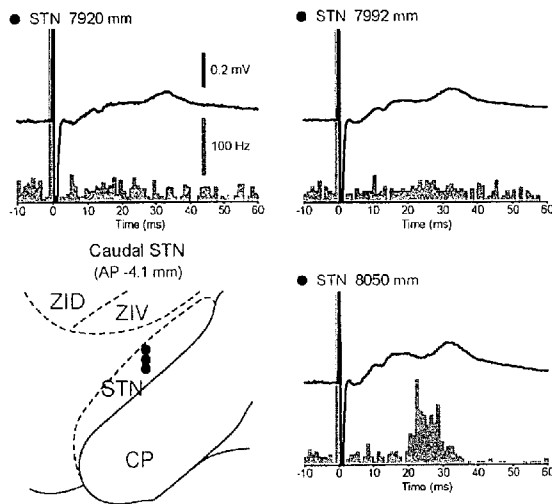 STN 7920 mm
0.2 mV
100 Hz
-10 0 10 20 30 40 50 60
Time (ms)
STN 7992 mm
-10 0 10 20 30 40 50 60
Time (ms)
Caudal STN
(AP -4.1 mm)
ZID
ZIV
STN
CP
STN 8050 mm
-10 0 10 20 30 40 50 60
Time (ms)